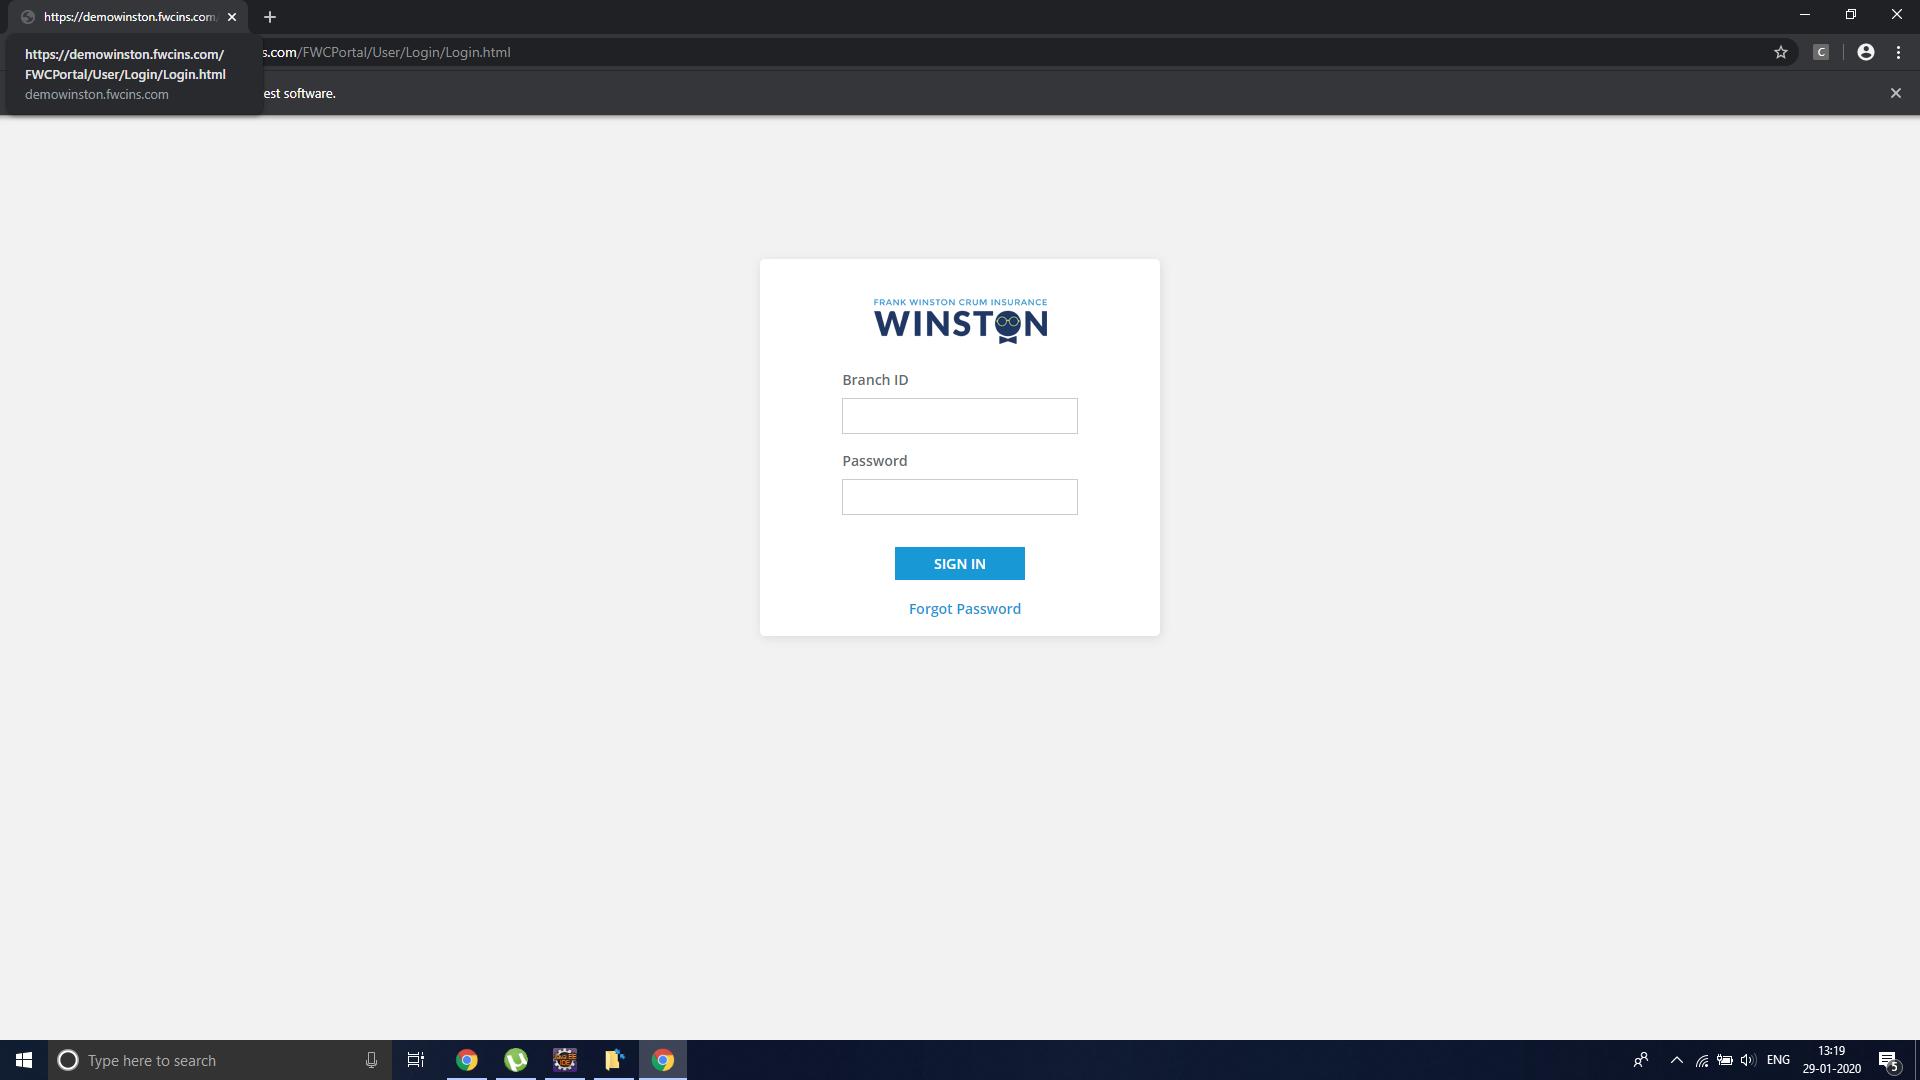 https://demowinston.fwcins.com
s.com/FWCPortal/User/Login/Login.html
C
https://demowinston.fwcins.com/
FWCPortal/User/Login/Login.html
demowinston.fwcins.com
software.
FRANK WINSTON CRUM INSURANCE
WINSTON
Branch ID
Password
SIGN IN
Forgot Password
Type here to search
ENG
13:19
29-01-2020
5